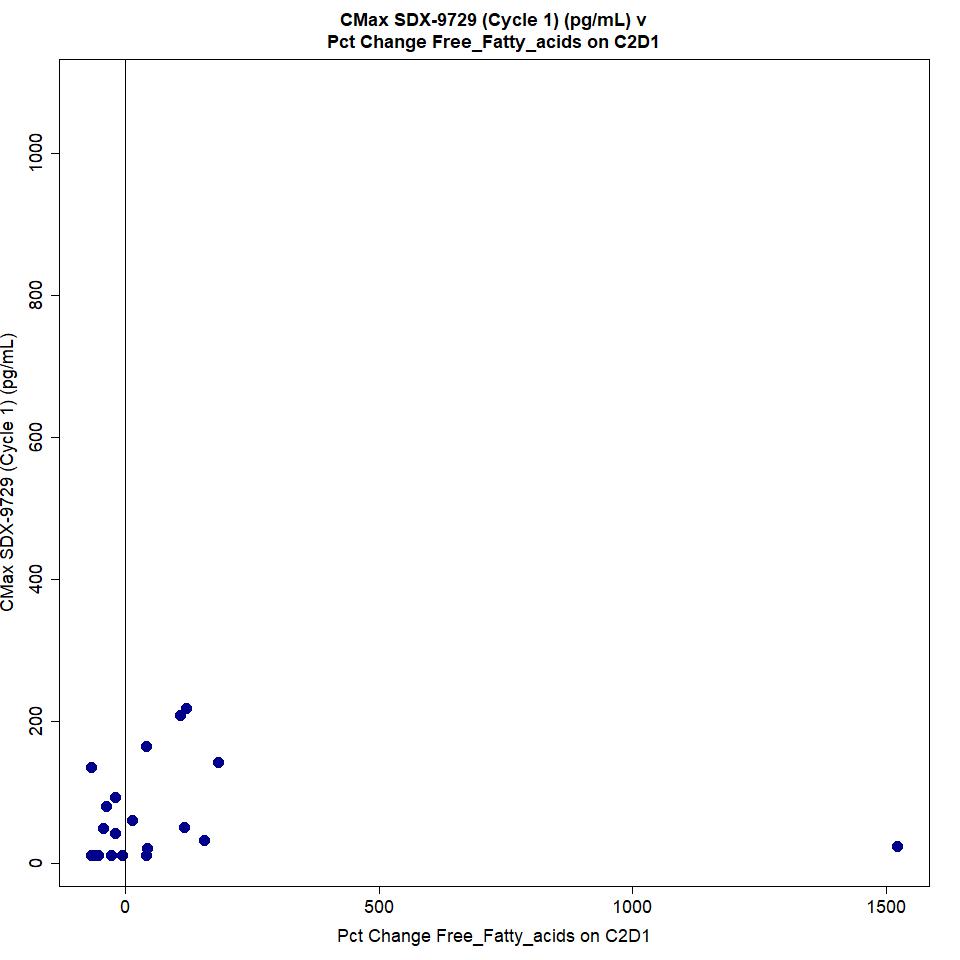 CMax SDX-9729 (Cycle 1) (pg/mL) v
Pct Change Free_Fatty_acids on C2D1
CMax SDX-9729 (Cycle 1) (pg/mL)
1000
800
600
400
200
0
0 500 1000 1500
Pct Change Free_Fatty_acids on C2D1